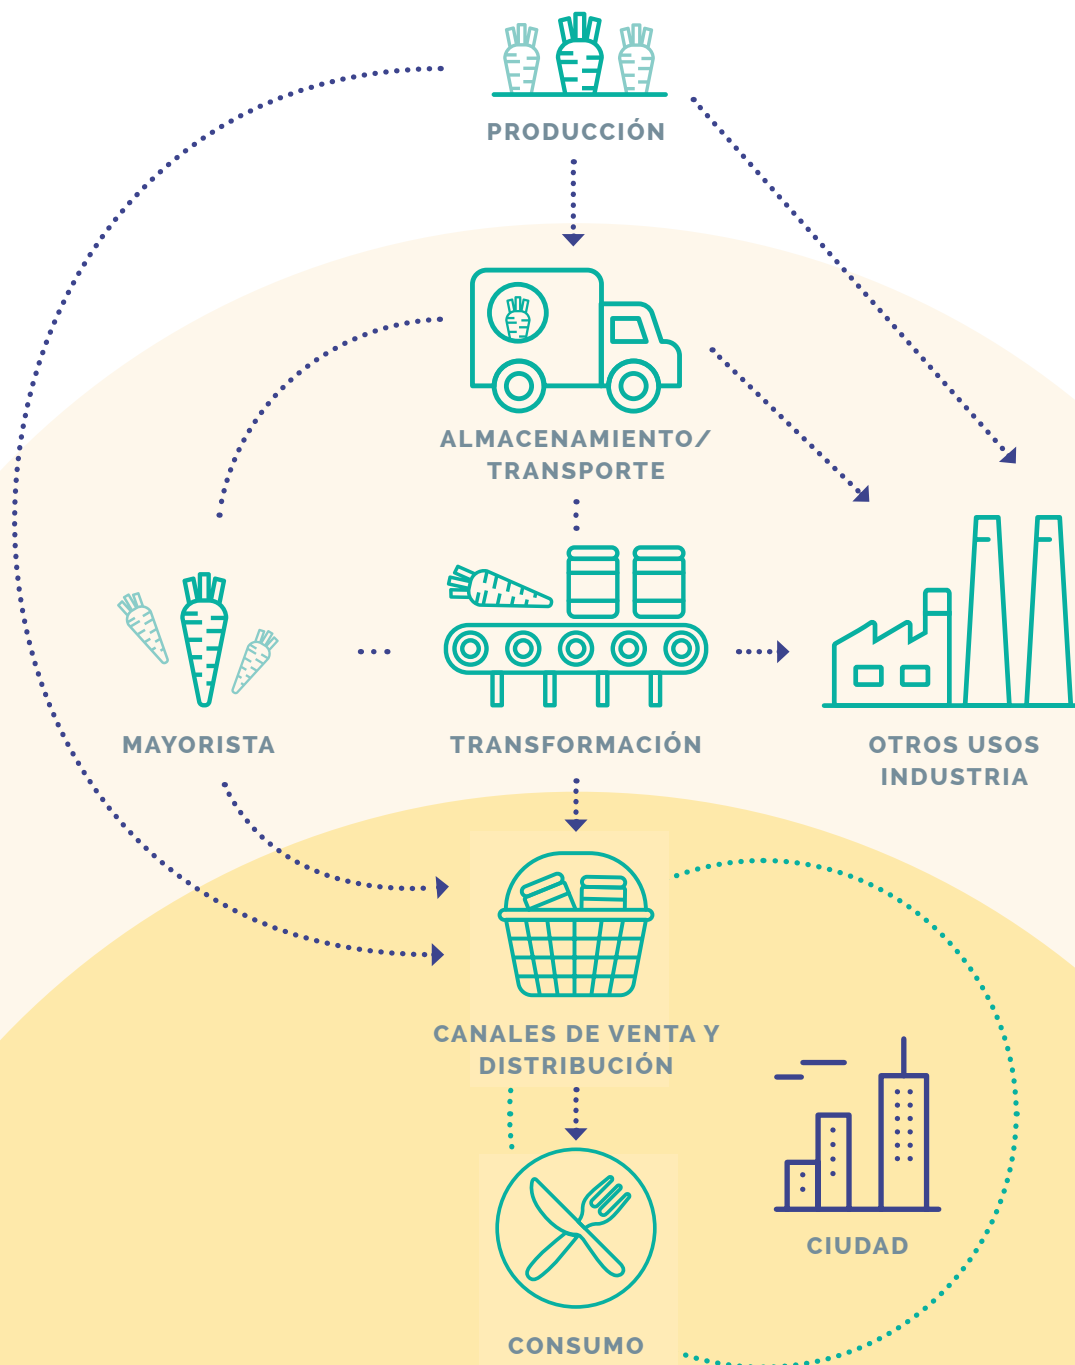 PRODUCCIÓN
ALMACENAMIENTO/
TRANSPORTE
MAYORISTA
TRANSFORMACIÓN
OTROS USOS
INDUSTRIA
CANALES DE VENTA Y
DISTRIBUCIÓN
CIUDAD
CONSUMO